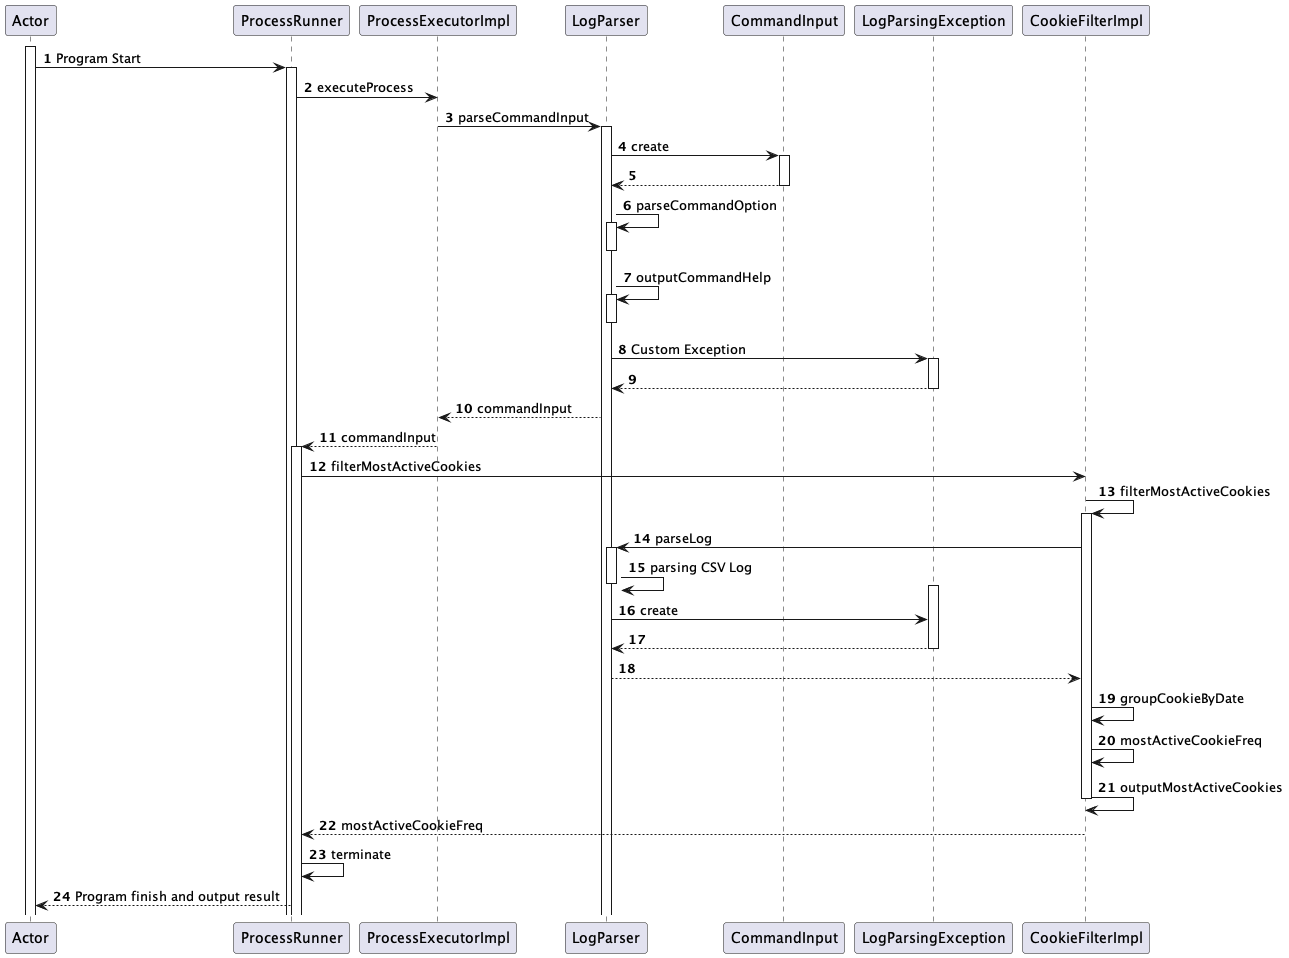 Actor ProcessRunner ProcessExecutorImpl LogParser CommandInput LogParsingException CookieFilterImpl
1 Program Start
2 executeProcess
3 parseCommandInput
4 create
5
6 parseCommandOption
7 outputCommandHelp
8 Custom Exception
9
10 commandInput
11 commandInput
12 filterMostActiveCookies
13 filterMostActiveCookies
14 parseLog
15 parsing CSV Log
16 create
17
18
19 groupCookieByDate
20 mostActiveCookieFreq
21 outputMostActiveCookies
22 mostActiveCookieFreq
23 terminate
24 Program finish and output result
Actor ProcessRunner ProcessExecutorImpl LogParser CommandInput LogParsingException CookieFilterImpl